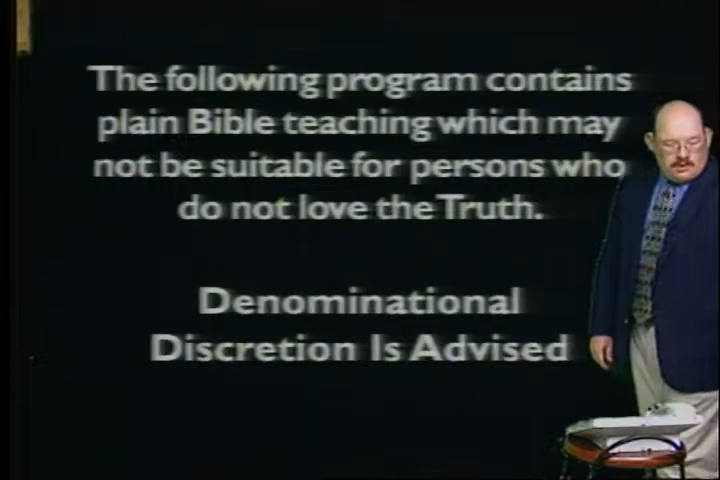 The following program contains
plain Bible teaching which may
not be suitable for persons who
do not love the Truth.
Denominational
Discretion Is Advised